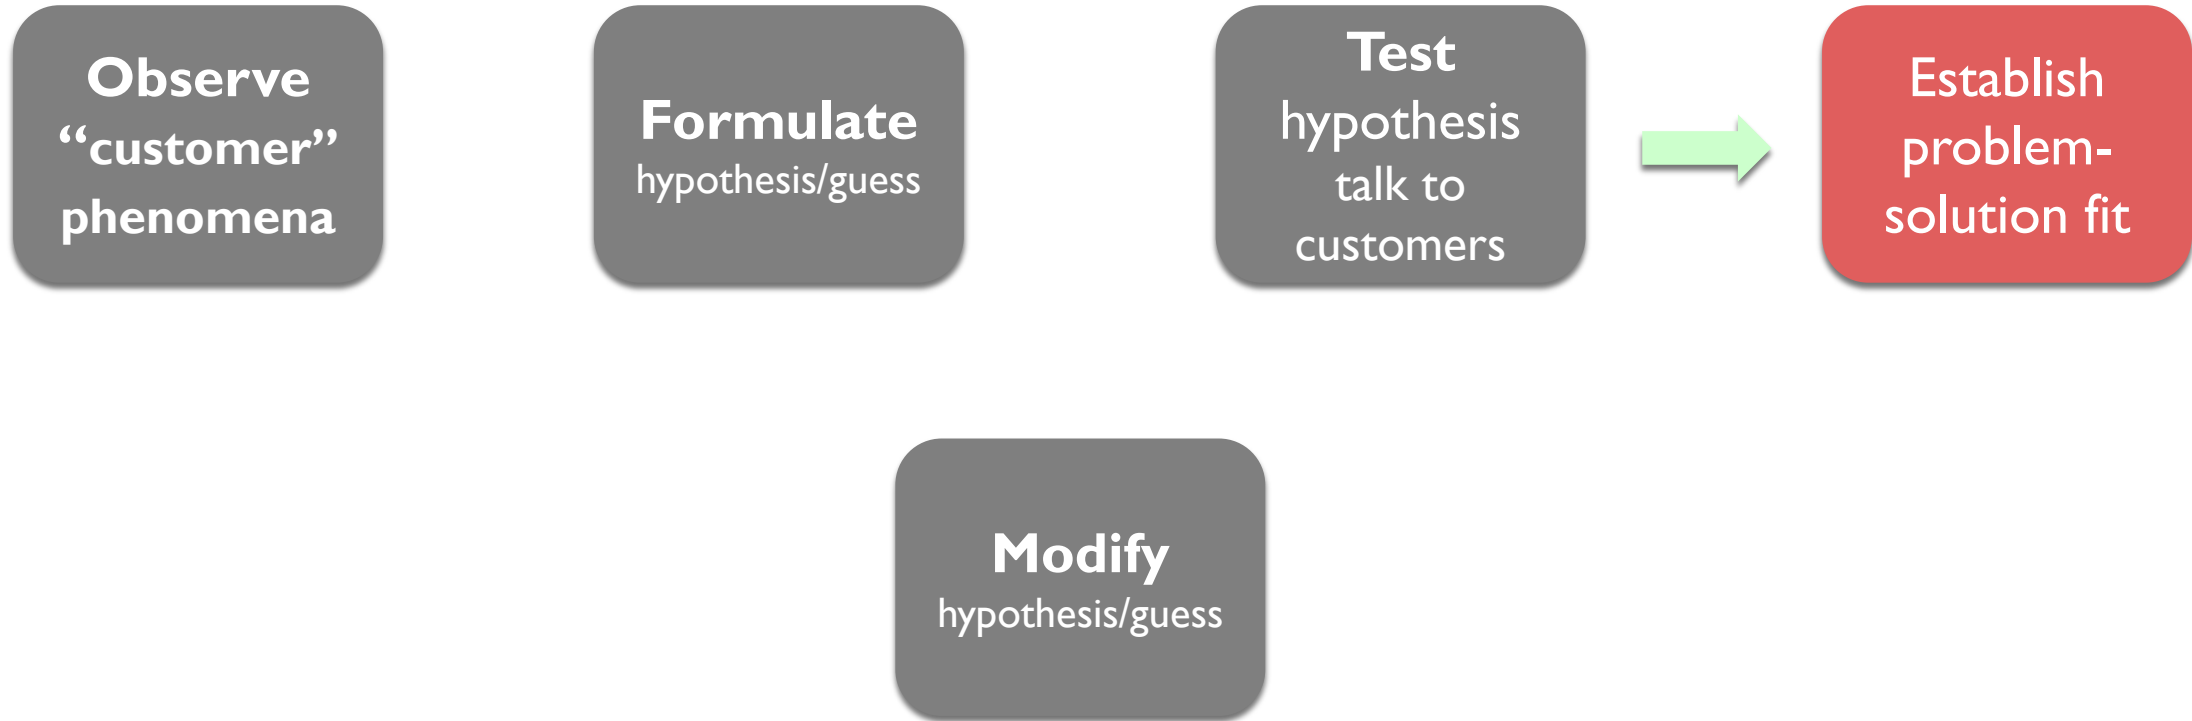 Observe
“customer”
phenomena
Formulate
hypothesis/guess
Test
hypothesis
talk to
customers
Establish
problem-
solution fit
Modify
hypothesis/guess